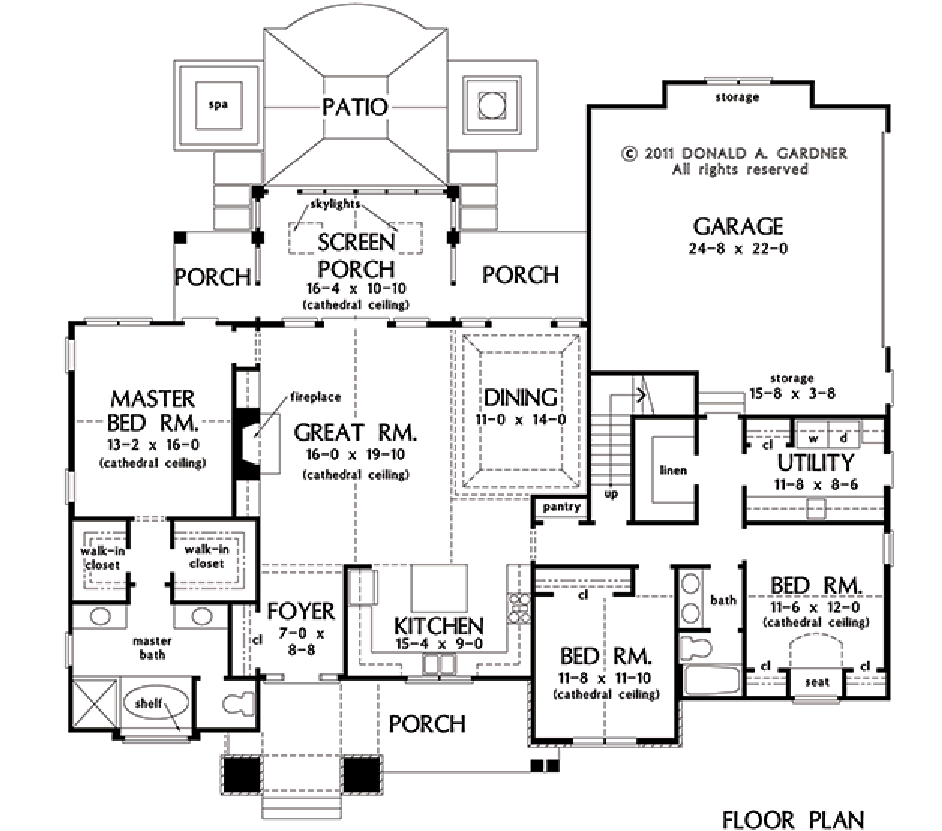 storage
spa
PATIO
© 2011 DONALD A. GARDNER
All rights reserved
skylights
GARAGE
24-8 x 22-0
SCREEN
PORCH
16-4 x 10-10
(cathedral ceiling)
PORCH
PORCH
storage
15-8 x 3-8
MASTER
BED RM.
13-2 x 16-0
(cathedral ceiling)
fireplace
GREAT RM.
16-0 x 19-10
(cathedral ceiling)
DINING
11-0 x 14-0
cl
w
d
UTILITY
11-8 x 8-6
linen
up
pantry
walk-in
closet
walk-in
closet
FOYER
7-0 x
8-8
cl
KITCHEN
15-4 x 9-0
cl
bath
BED RM.
11-6 x 12-0
(cathedral ceiling)
master
bath
BED RM.
11-8 x 11-10
(cathedral ceiling)
cl
cl
seat
shelf
PORCH
FLOOR PLAN